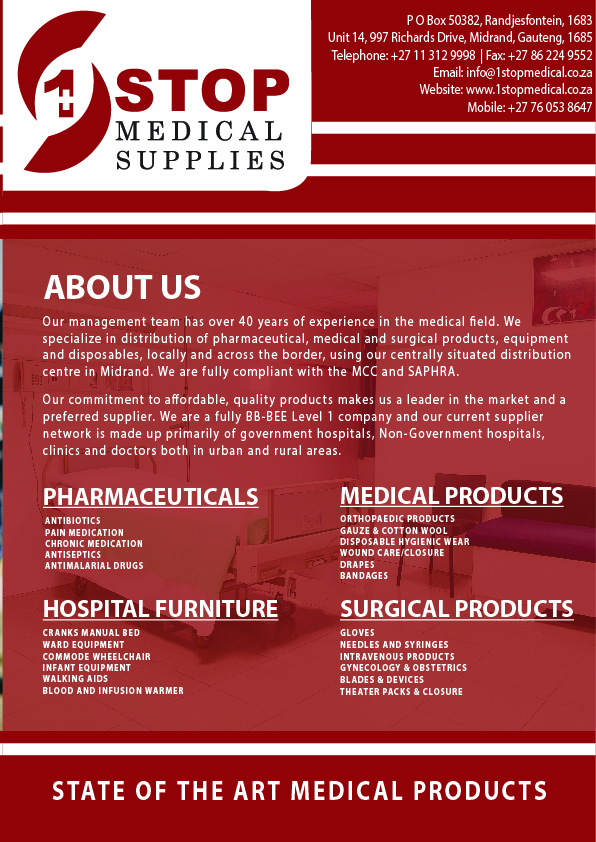 1 STOP
MEDICAL
SUPPLIES
P O Box 50382, Randjesfontein, 1683
Unit 14, 997 Richards Drive, Midrand, Gauteng, 1685
Telephone: +27 11 312 9998 | Fax: +27 86 224 9552
Email: info@1stopmedical.co.za
Website: www.1stopmedical.co.za
Mobile: +27 76 053 8647
ABOUT US
Our management team has over 40 years of experience in the medical field. We
specialize in distribution of pharmaceutical, medical and surgical products, equipment
and disposables, locally and across the border, using our centrally situated distribution
centre in Midrand. We are fully compliant with the MCC and SAPHRA.
Our commitment to affordable, quality products makes us a leader in the market and a
preferred supplier. We are a fully BB-BEE Level 1 company and our current supplier
network is made up primarily of government hospitals, Non-Government hospitals,
clinics and doctors both in urban and rural areas.
PHARMACEUTICALS
ANTIBIOTICS
PAIN MEDICATION
CHRONIC MEDICATION
ANTISEPTICS
ANTIMALARIAL DRUGS
MEDICAL PRODUCTS
ORTHOPAEDIC PRODUCTS
GAUZE & COTTON WOOL
DISPOSABLE HYGIENIC WEAR
WOUND CARE/CLOSURE
DRAPES
BANDAGES
HOSPITAL FURNITURE
CRANKS MANUAL BED
WARD EQUIPMENT
COMMODE WHEELCHAIR
INFANT EQUIPMENT
WALKING AIDS
BLOOD AND INFUSION WARMER
SURGICAL PRODUCTS
GLOVES
NEEDLES AND SYRINGES
INTRAVENOUS PRODUCTS
GYNECOLOGY & OBSTETRICS
BLADES & DEVICES
THEATER PACKS & CLOSURE
STATE OF THE ART MEDICAL PRODUCTS